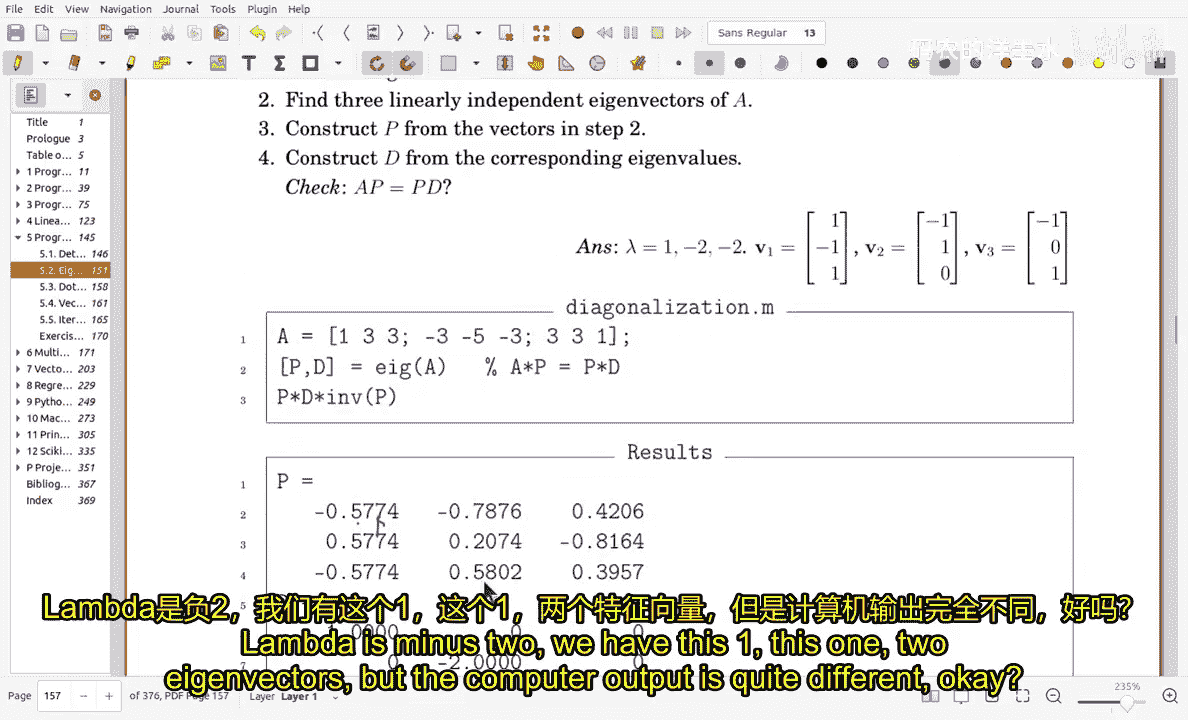 File Edit View Navigation Journal Tools Plugin Help
Sans Regular 13
2. Find three linearly independent eigenvectors of A.
3. Construct P from the vectors in step 2.
4. Construct D from the corresponding eigenvalues.
Check: AP = PD?
Ans: λ = 1, −2, −2. v₁ = [1 −1 1], v₂ = [−1 1 0], v₃ = [−1 0 1]
diagonalization.m
1 A = [1 3 3; -3 -5 -3; 3 3 1];
2 [P,D] = eig(A) % A*P = P*D
3 P*D*inv(P)
Results
1 P =
2 -0.5774 -0.7876 0.4206
3 0.5774 0.2074 -0.8164
4 -0.5774 0.5802 0.3957
5
0
7 0 -2.0000 0
Title 1
Prologue 3
Table o... 5
1 Progr... 11
2 Progr... 39
3 Progr... 75
4 Linea... 123
5 Progr... 145
5.1. Det... 146
5.2. Eig... 151
5.3. Dot... 158
5.4. Vec... 161
5.5. Iter... 165
Exercis... 170
6 Multi... 171
7 Vecto... 203
8 Regre... 229
9 Pytho... 249
10 Mac... 273
11 Prin... 305
12 Sciki... 335
P Proje... 351
Bibliog... 367
Index 369
Lambda是负2，我们有这个1，这个1，两个特征向量，但是计算机输出完全不同，好吗？
Lambda is minus two, we have this 1, this one, two
eigenvectors, but the computer output is quite different, okay?
Page 157 of 376, PDF Page 157 Layer Layer 1 235%